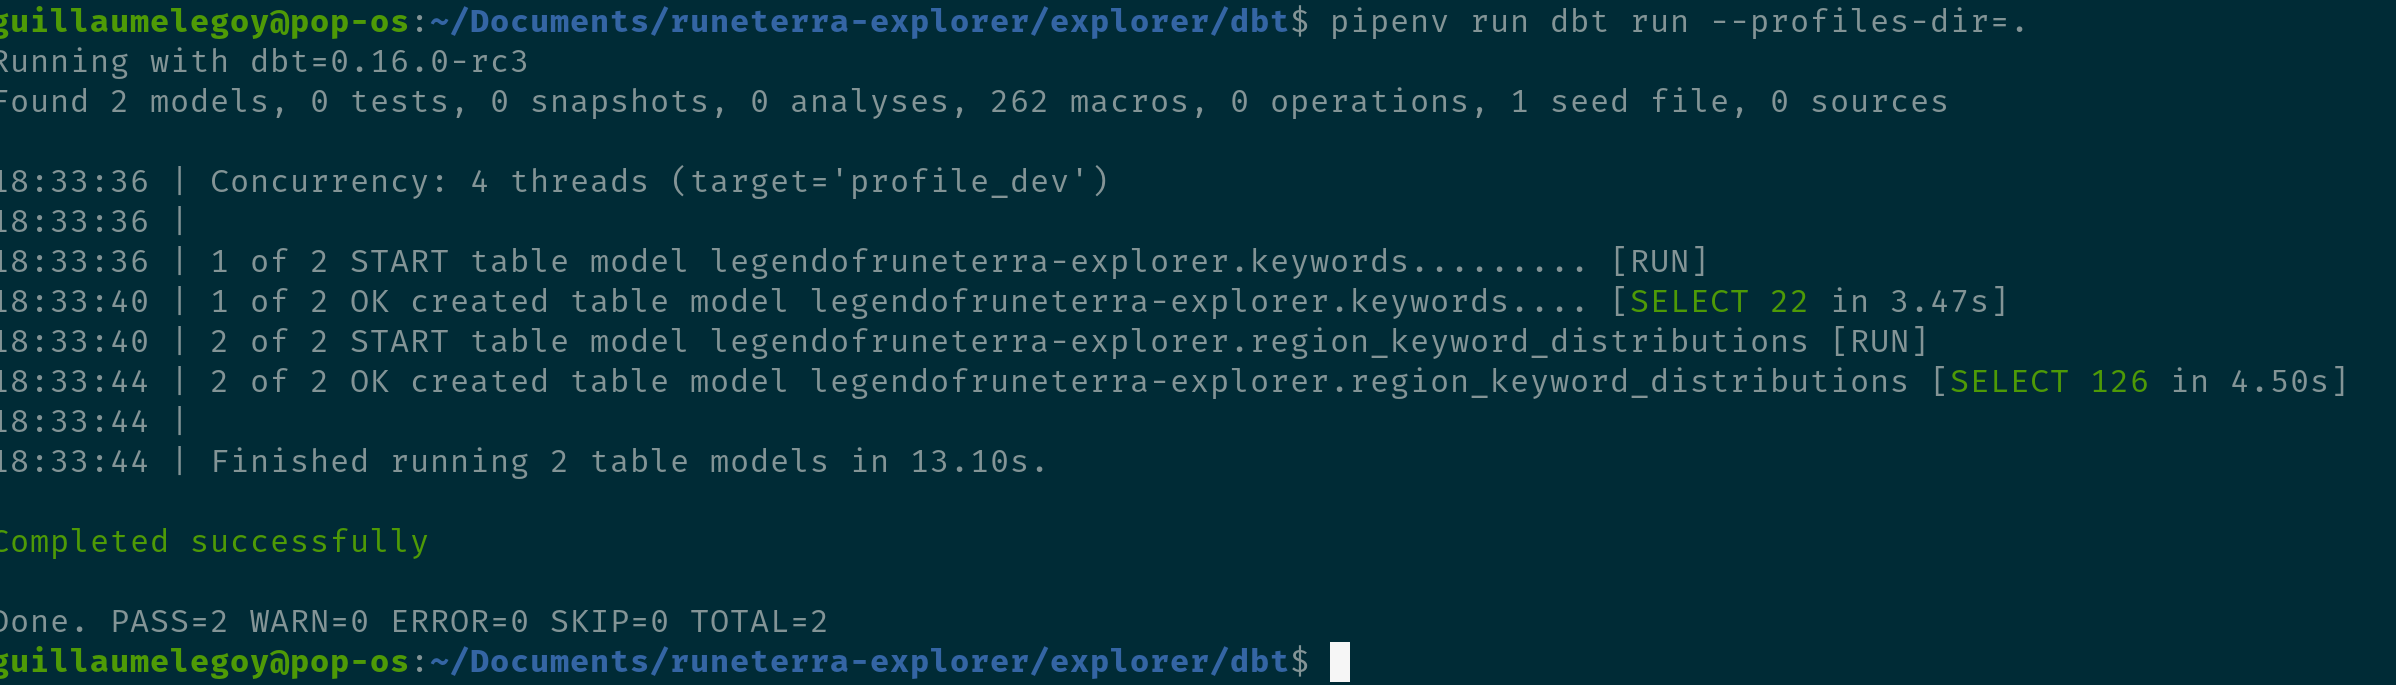 guillaumelegoy@pop-os:~/Documents/runeterra-explorer/explorer/dbt$ pipenv run dbt run --profiles-dir=.
Running with dbt=0.16.0-rc3
Found 2 models, 0 tests, 0 snapshots, 0 analyses, 262 macros, 0 operations, 1 seed file, 0 sources
18:33:36 | Concurrency: 4 threads (target='profile_dev')
18:33:36 |
18:33:36 | 1 of 2 START table model legendofruneterra-explorer.keywords......... [RUN]
18:33:40 | 1 of 2 OK created table model legendofruneterra-explorer.keywords.... [SELECT 22 in 3.47s]
18:33:40 | 2 of 2 START table model legendofruneterra-explorer.region_keyword_distributions [RUN]
18:33:44 | 2 of 2 OK created table model legendofruneterra-explorer.region_keyword_distributions [SELECT 126 in 4.50s]
18:33:44 |
18:33:44 | Finished running 2 table models in 13.10s.
Completed successfully
Done. PASS=2 WARN=0 ERROR=0 SKIP=0 TOTAL=2
guillaumelegoy@pop-os:~/Documents/runeterra-explorer/explorer/dbt$